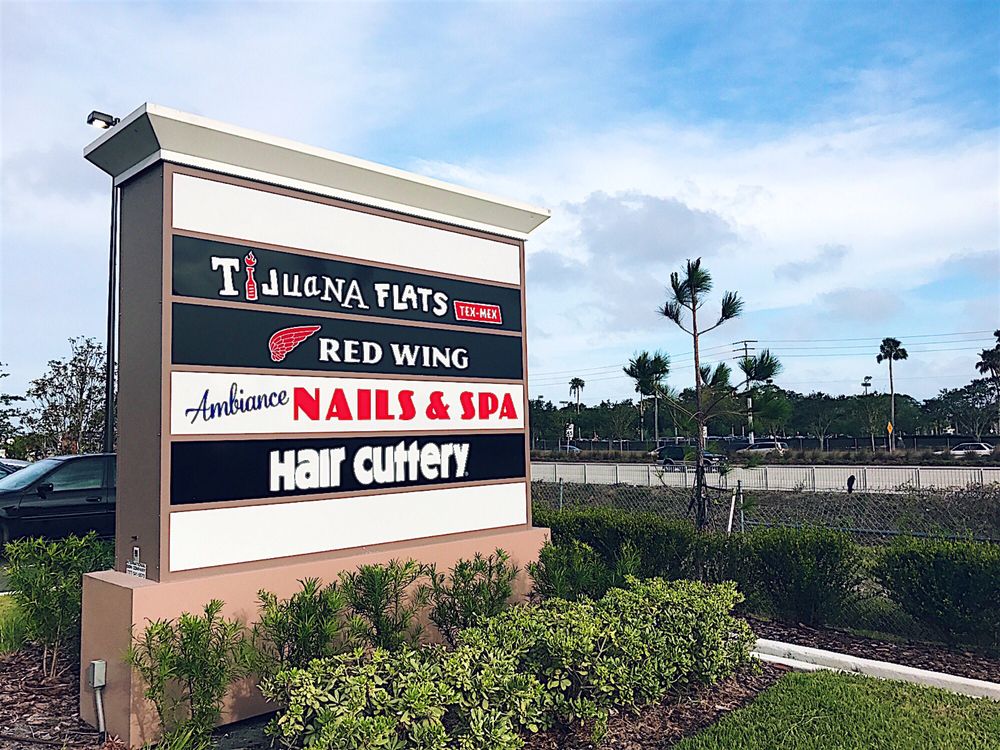 TIJUANA FLATS TEX-MEX
RED WING
Ambiance NAILS & SPA
Hair Cuttery